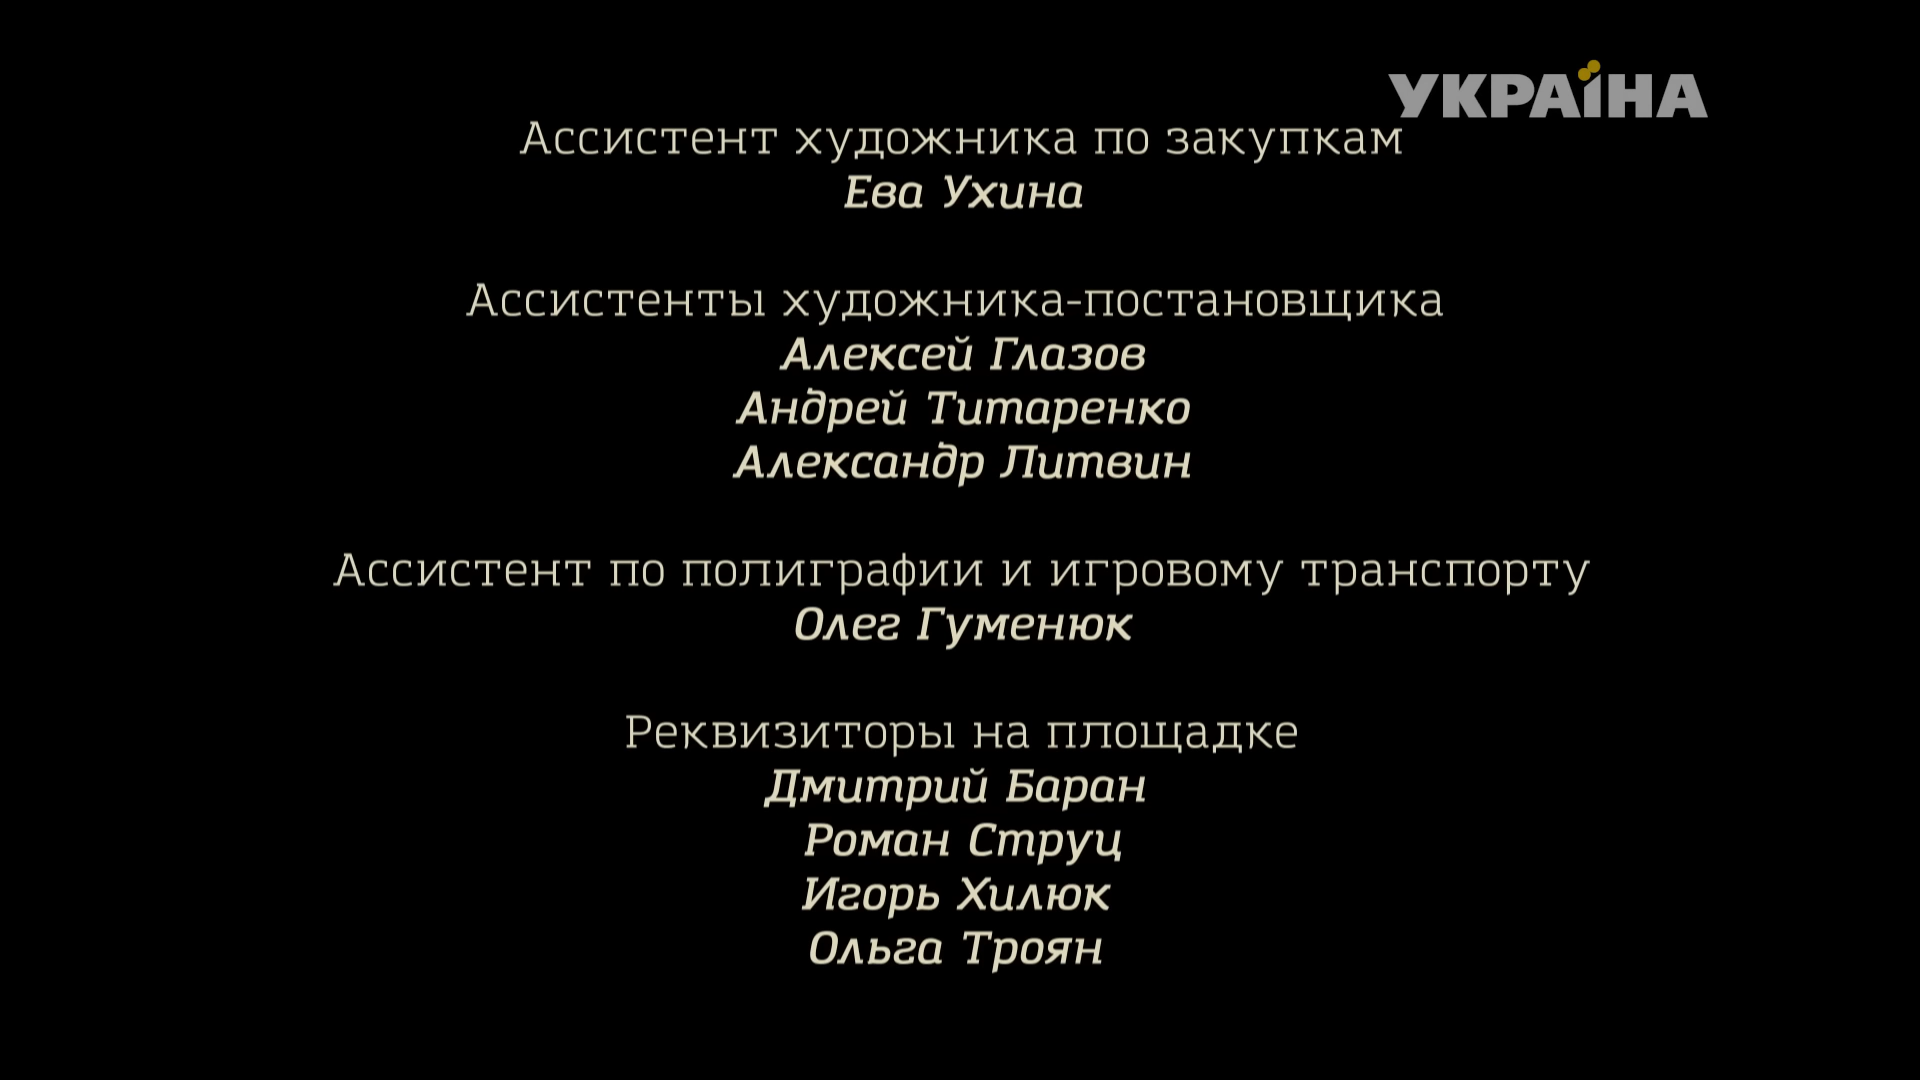 УКРАЇНА
Ассистент художника по закупкам
Ева Ухина
Ассистенты художника-постановщика
Алексей Глазов
Андрей Титаренко
Александр Литвин
Ассистент по полиграфии и игровому транспорту
Олег Гуменюк
Реквизиторы на площадке
Дмитрий Баран
Роман Струц
Игорь Хилюк
Ольга Троян